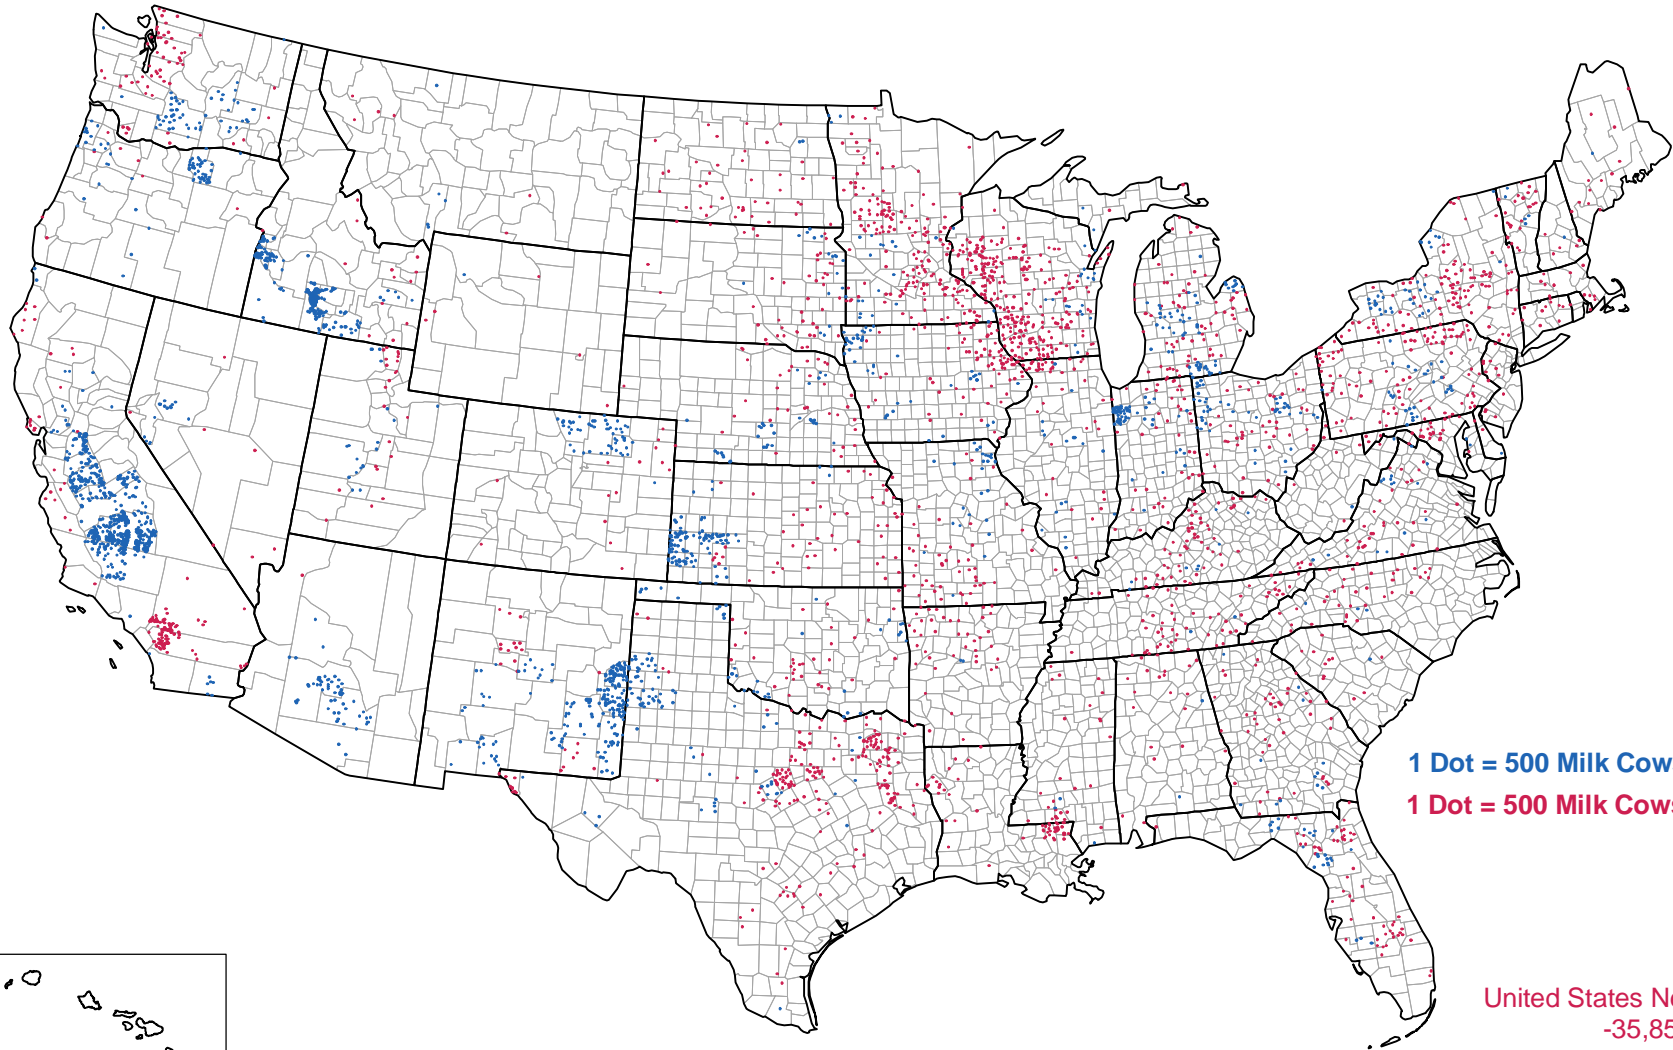 1 Dot = 500 Milk Cow
1 Dot = 500 Milk Cows
United States
-35,85